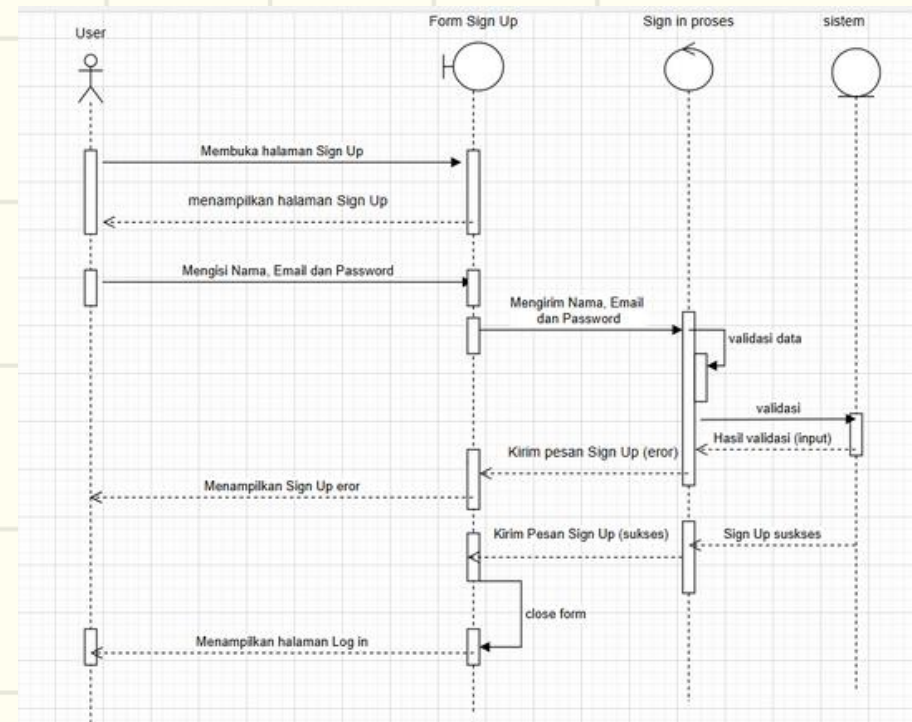 User
Form Sign Up
Sign in proses
sistem
Membuka halaman Sign Up
menampilkan halaman Sign Up
Mengisi Nama, Email dan Password
Mengirim Nama, Email
dan Password
validasi data
validasi
Hasil validasi (input)
Kirim pesan Sign Up (eror)
Menampilkan Sign Up eror
Kirim Pesan Sign Up (sukses)
Sign Up suskses
close form
Menampilkan halaman Log in